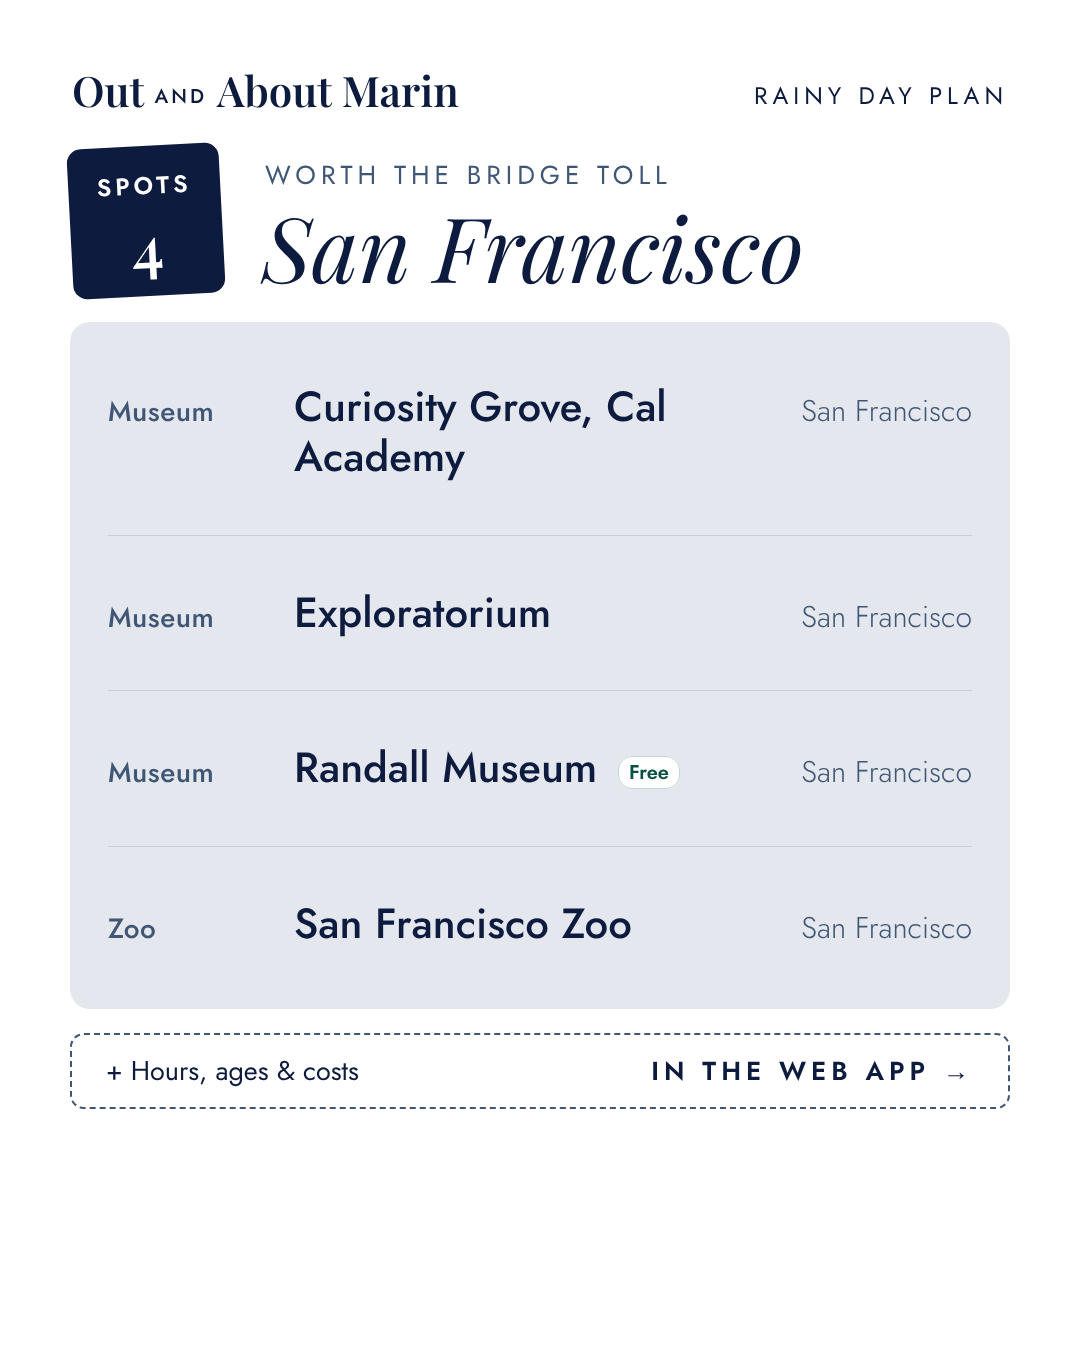 Out AND About Marin
RAINY DAY PLAN
SPOTS
4
WORTH THE BRIDGE TOLL
San Francisco
Museum
Curiosity Grove, Cal
Academy
San Francisco
Museum
Exploratorium
San Francisco
Museum
Randall Museum Free
San Francisco
Zoo
San Francisco Zoo
San Francisco
+ Hours, ages & costs
IN THE WEB APP →